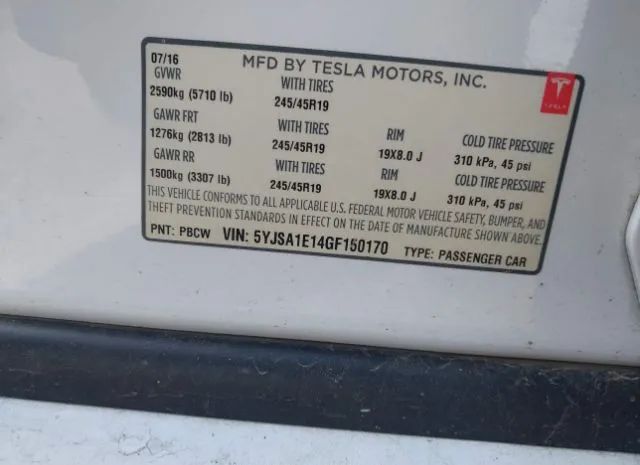 07/16 MFD BY TESLA MOTORS, INC.
GVWR WITH TIRES
2590kg (5710 lb) 245/45R19
TESLA
GAWR FRT WITH TIRES RIM COLD TIRE PRESSURE
1276kg (2813 lb) 245/45R19 19X8.0 J 310 kPa, 45 psi
GAWR RR WITH TIRES RIM COLD TIRE PRESSURE
1500kg (3307 lb) 245/45R19 19X8.0 J 310 kPa, 45 psi
THIS VEHICLE CONFORMS TO ALL APPLICABLE U.S. FEDERAL MOTOR VEHICLE SAFETY, BUMPER, AND
THEFT PREVENTION STANDARDS IN EFFECT ON THE DATE OF MANUFACTURE SHOWN ABOVE.
PNT: PBCW VIN: 5YJSA1E14GF150170 TYPE: PASSENGER CAR